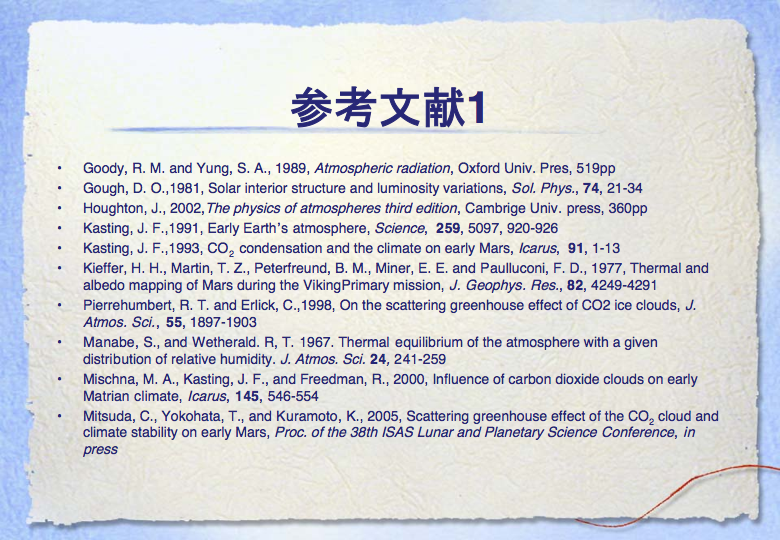 参考文献1
• Goody, R. M. and Yung, S. A., 1989, Atmospheric radiation, Oxford Univ. Pres, 519pp
• Gough, D. O.,1981, Solar interior structure and luminosity variations, Sol. Phys., 74, 21-34
• Houghton, J., 2002,The physics of atmospheres third edition, Cambrige Univ. press, 360pp
• Kasting, J. F.,1991, Early Earth's atmosphere, Science, 259, 5097, 920-926
• Kasting, J. F.,1993, CO2 condensation and the climate on early Mars, Icarus, 91, 1-13
• Kieffer, H. H., Martin, T. Z., Peterfreund, B. M., Miner, E. E. and Paulluconi, F. D., 1977, Thermal and
albedo mapping of Mars during the VikingPrimary mission, J. Geophys. Res., 82, 4249-4291
• Pierrehumbert, R. T. and Erlick, C.,1998, On the scattering greenhouse effect of CO2 ice clouds, J.
Atmos. Sci., 55, 1897-1903
• Manabe, S., and Wetherald. R, T. 1967. Thermal equilibrium of the atmosphere with a given
distribution of relative humidity. J. Atmos. Sci. 24, 241-259
• Mischna, M. A., Kasting, J. F., and Freedman, R., 2000, Influence of carbon dioxide clouds on early
Matrian climate, Icarus, 145, 546-554
• Mitsuda, C., Yokohata, T., and Kuramoto, K., 2005, Scattering greenhouse effect of the CO2 cloud and
climate stability on early Mars, Proc. of the 38th ISAS Lunar and Planetary Science Conference, in
press